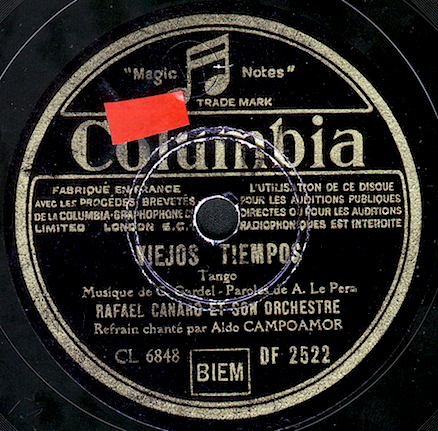 "Magic Notes"
TRADE MARK
Columbia
FABRIQUÉ EN FRANCE
AVEC LES PROCÉDÉS BREVETÉS
DE LA COLUMBIA-GRAPHOPHONE
LIMITED LONDON E.C.
L'UTILISATION DE CE DISQUE
POUR LES AUDITIONS PUBLIQUES
DIRECTES OU POUR LES AUDITIONS
RADIOPHONIQUES EST INTERDITE
VIEJOS TIEMPOS
Tango
Musique de C. Gardel - Paroles de A. Le Pera
RAFAEL CANARO ET SON ORCHESTRE
Refrain chanté par Aldo CAMPOAMOR
CL 6848 DF 2522
BIEM